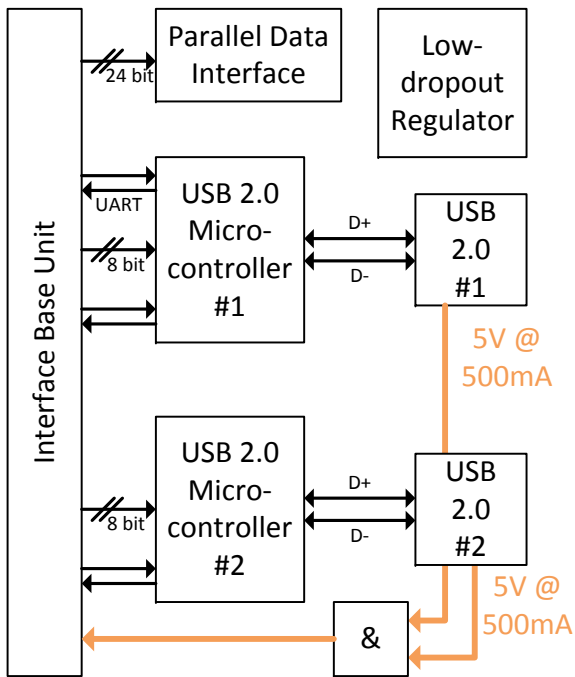 Parallel Data
Interface
24 bit
Low-
dropout
Regulator
Interface Base Unit
UART
8 bit
USB 2.0
Micro-
controller
#1
D+
D-
USB
2.0
#1
5V @
500mA
8 bit
USB 2.0
Micro-
controller
#2
D+
D-
USB
2.0
#2
5V @
500mA
&